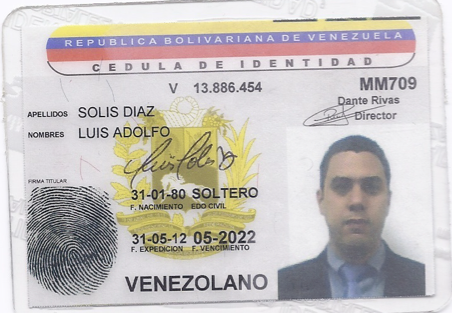 REPUBLICA BOLIVARIANA DE VENEZUELA
CEDULA DE IDENTIDAD
V 13.886.454
MM709
Dante Rivas
Director
APELLIDOS SOLIS DIAZ
NOMBRES LUIS ADOLFO
FIRMA TITULAR
31-01-80 SOLTERO
F. NACIMIENTO EDO CIVIL
31-05-12 05-2022
F. EXPEDICION F. VENCIMIENTO
VENEZOLANO